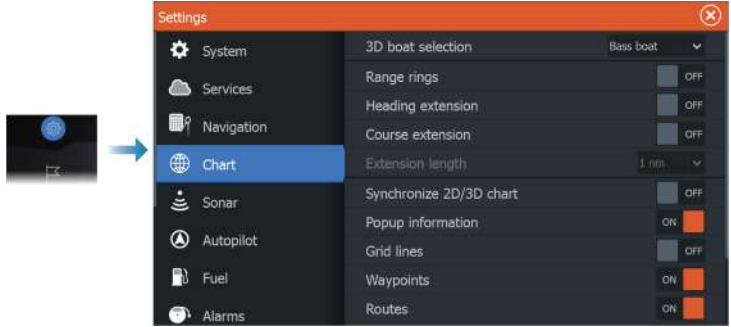 Settings
System
Services
Navigation
Chart
Sonar
Autopilot
Fuel
Alarms
3D boat selection Bass boat
Range rings OFF
Heading extension OFF
Course extension OFF
Extension length 1 nm
Synchronize 2D/3D chart OFF
Popup information ON
Grid lines OFF
Waypoints ON
Routes ON